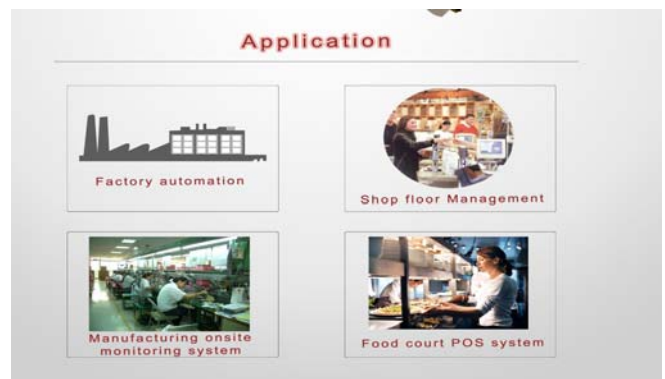 Application
Factory automation
Shop floor Management
Manufacturing onsite
monitoring system
Food court POS system